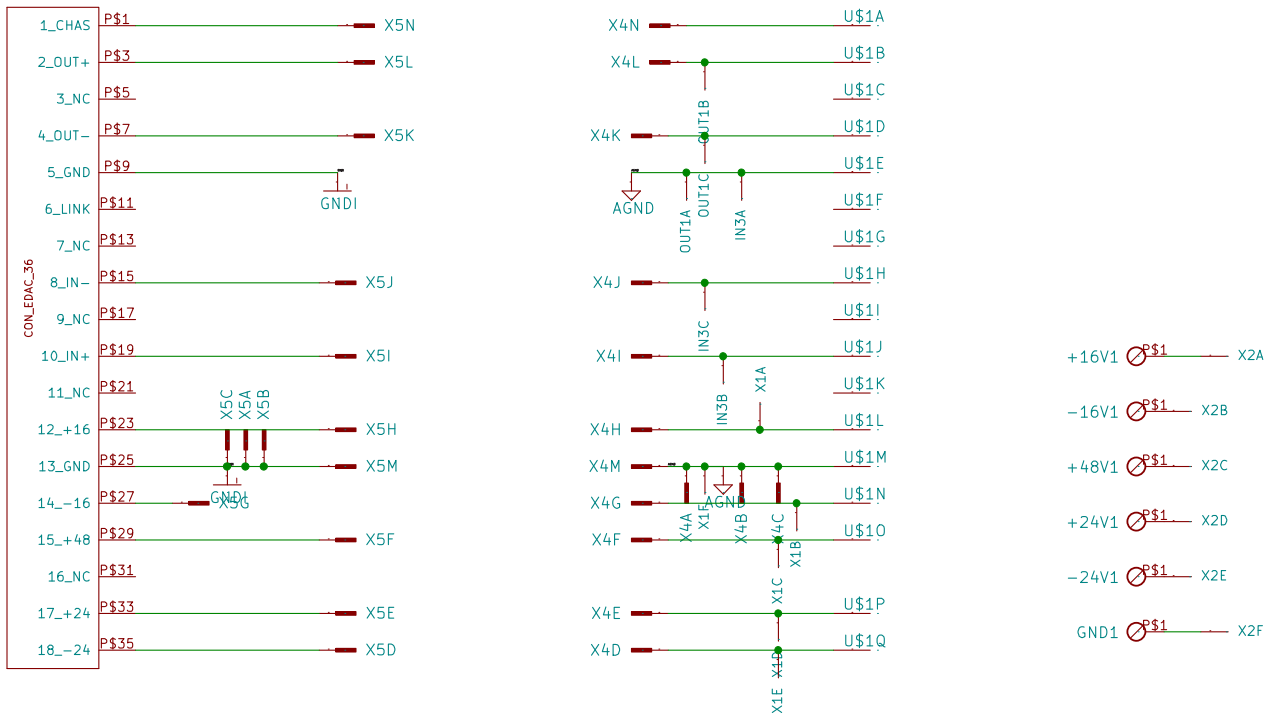 1_CHAS P$1 X5N
2_OUT+ P$3 X5L
3_NC P$5
4_OUT- P$7 X5K
5_GND P$9 GNDI
6_LINK P$11
7_NC P$13
8_IN- P$15 X5J
9_NC P$17
10_IN+ P$19 X5I
11_NC P$21
12_+16 P$23 X5H
13_GND P$25 X5M
14_-16 P$27 X5G
15_+48 P$29 X5F
16_NC P$31
17_+24 P$33 X5E
18_-24 P$35 X5D
CON_EDAC_36
X5C
X5A
X5B
GNDI
X4N U$1A
X4L U$1B
U$1C
OUT1B
X4K U$1D
U$1E
OUT1C
AGND
OUT1A
IN3A
U$1F
U$1G
X4J U$1H
U$1I
IN3C
X4I U$1J
X1A
U$1K
IN3B
X4H U$1L
X4M U$1M
X4G U$1N
AGND
X4A
X1F
X4B
X4C
X4F U$1O
X1B
X1C
X4E U$1P
X4D U$1Q
X1D
X1E
+16V1 P$1 X2A
-16V1 P$1 X2B
+48V1 P$1 X2C
+24V1 P$1 X2D
-24V1 P$1 X2E
GND1 P$1 X2F